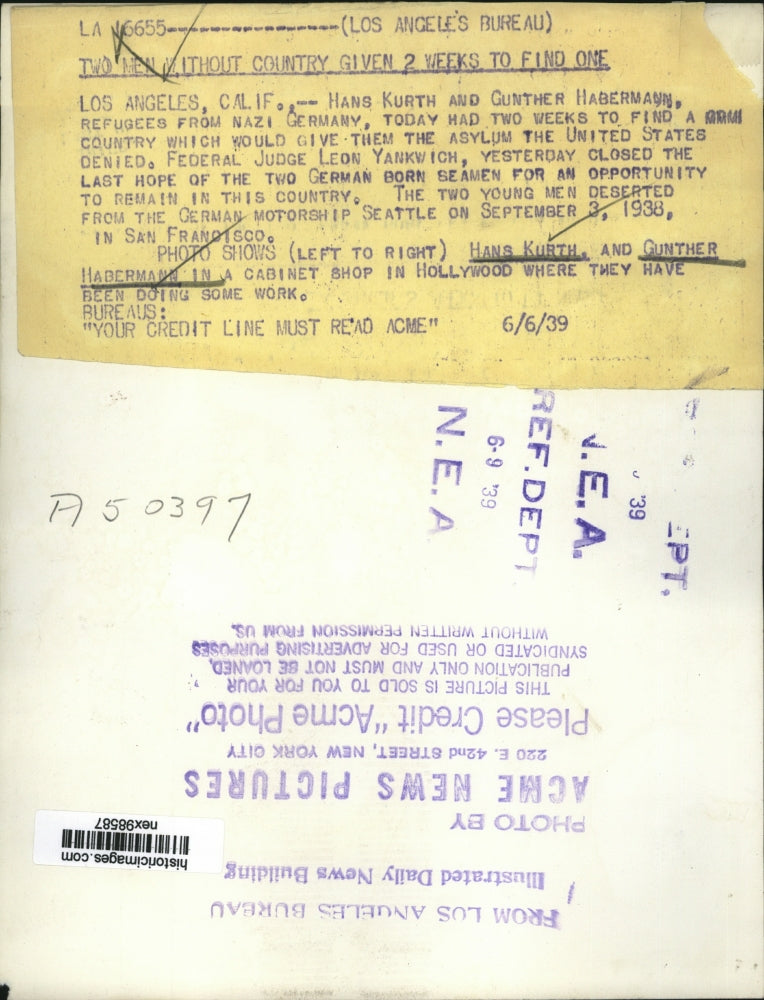 LA 6655-----------------(LOS ANGELES BUREAU)
TWO MEN WITHOUT COUNTRY GIVEN 2 WEEKS TO FIND ONE
LOS ANGELES, CALIF.,-- HANS KURTH AND GUNTHER HABERMANN,
REFUGEES FROM NAZI GERMANY, TODAY HAD TWO WEEKS TO FIND A
COUNTRY WHICH WOULD GIVE THEM THE ASYLUM THE UNITED STATES
DENIED. FEDERAL JUDGE LEON YANKWICH, YESTERDAY CLOSED THE
LAST HOPE OF THE TWO GERMAN BORN SEAMEN FOR AN OPPORTUNITY
TO REMAIN IN THIS COUNTRY. THE TWO YOUNG MEN DESERTED
FROM THE GERMAN MOTORSHIP SEATTLE ON SEPTEMBER 3, 1938,
IN SAN FRANCISCO.
PHOTO SHOWS (LEFT TO RIGHT) HANS KURTH, AND GUNTHER
HABERMANN IN A CABINET SHOP IN HOLLYWOOD WHERE THEY HAVE
BEEN DOING SOME WORK.
BUREAUS:
"YOUR CREDIT LINE MUST READ ACME" 6/6/39
N.E.A
6-9 '39
REF.DEPT
N.E.A.
'39
EPT.
A50397
FROM LOS ANGELES BUREAU
Illustrated Daily News Building
PHOTO BY
ACME NEWS PICTURES
220 E. 42nd STREET, NEW YORK CITY
Please Credit "Acme Photo"
THIS PICTURE IS SOLD TO YOU FOR YOUR
PUBLICATION ONLY AND MUST NOT BE LOANED,
SYNDICATED OR USED FOR ADVERTISING PURPOSES
WITHOUT WRITTEN PERMISSION FROM US.
historicimages.com
nex98587